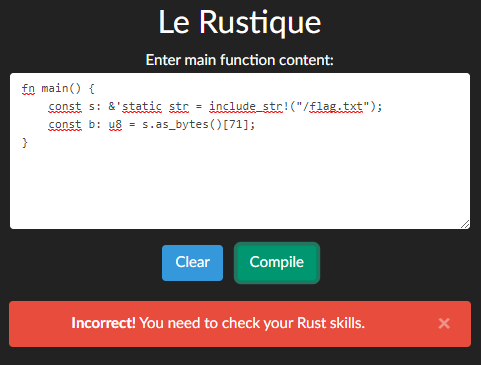 Le Rustique
Enter main function content:
fn main() {
    const s: &'static str = include_str!("/flag.txt");
    const b: u8 = s.as_bytes()[71];
}
Clear
Compile
Incorrect! You need to check your Rust skills. ×